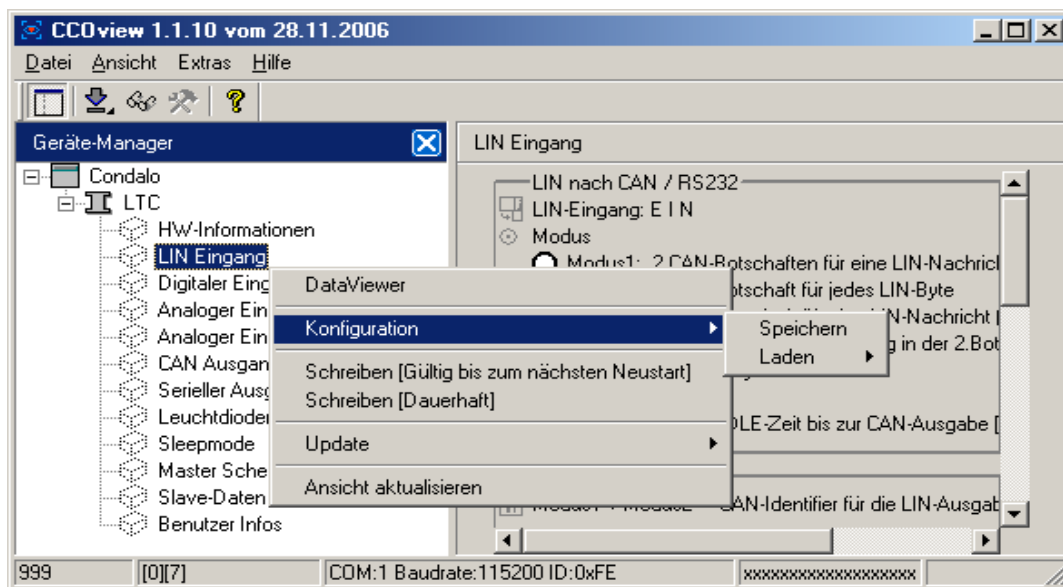 CCOview 1.1.10 vom 28.11.2006
Datei Ansicht Extras Hilfe
Geräte-Manager
LIN Eingang
Condalo
LTC
HW-Informationen
LIN Eingang
Digitaler Eing
Analoger Ein
Analoger Ein
CAN Ausgan
Serieller Ausg
Leuchtdioden
Sleepmode
Master Sche
Slave-Daten
Benutzer Infos
LIN nach CAN / RS232
LIN-Eingang: E I N
Modus
Modus1: 2 CAN-Botschaften für eine LIN-Nachricl
otschaft für jedes LIN-Byte
N-Nachricht
g in der 2.Bot
DLE-Zeit bis zur CAN-Ausgabe [
CAN-Identifier für die LIN-Ausgat
DataViewer
Konfiguration
Schreiben [Gültig bis zum nächsten Neustart]
Schreiben [Dauerhaft]
Update
Ansicht aktualisieren
Speichern
Laden
999 [0][7] COM:1 Baudrate:115200 ID:0xFE xxxxxxxxxxxxxxxxxxx